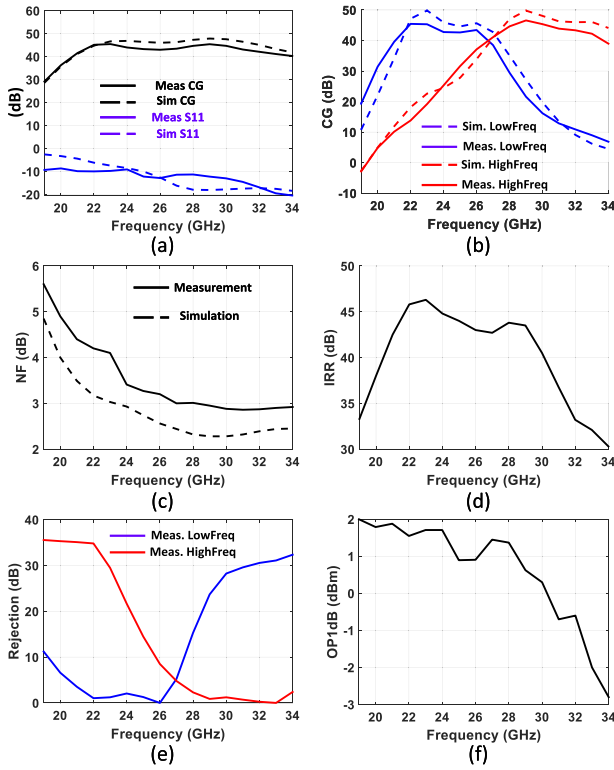 60
50
40
30
20
10
0
-10
-20
(dB)
Meas CG
Sim CG
Meas S11
Sim S11
20 22 24 26 28 30 32 34
Frequency (GHz)
(a)
50
40
30
20
10
0
-10
CG (dB)
Sim. LowFreq
Meas. LowFreq
Sim. HighFreq
Meas. HighFreq
20 22 24 26 28 30 32 34
Frequency (GHz)
(b)
6
5
4
3
2
NF (dB)
Measurement
Simulation
20 22 24 26 28 30 32 34
Frequency (GHz)
(c)
50
45
40
35
30
IRR (dB)
20 22 24 26 28 30 32 34
Frequency (GHz)
(d)
40
30
20
10
0
Rejection (dB)
Meas. LowFreq
Meas. HighFreq
20 22 24 26 28 30 32 34
Frequency (GHz)
(e)
2
1
0
-1
-2
-3
OP1dB (dBm)
20 22 24 26 28 30 32 34
Frequency (GHz)
(f)